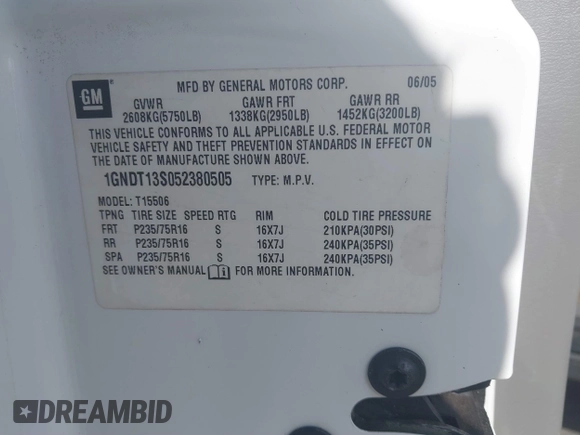 MFD BY GENERAL MOTORS CORP. 06/05
GM
GVWR GAWR FRT GAWR RR
2608KG(5750LB) 1338KG(2950LB) 1452KG(3200LB)
THIS VEHICLE CONFORMS TO ALL APPLICABLE U.S. FEDERAL MOTOR
VEHICLE SAFETY AND THEFT PREVENTION STANDARDS IN EFFECT ON
THE DATE OF MANUFACTURE SHOWN ABOVE.
1GNDT13S052380505 TYPE: M.P.V.
MODEL: T15506
TPNG TIRE SIZE SPEED RTG RIM COLD TIRE PRESSURE
FRT P235/75R16 S 16X7J 210KPA(30PSI)
RR P235/75R16 S 16X7J 240KPA(35PSI)
SPA P235/75R16 S 16X7J 240KPA(35PSI)
SEE OWNER'S MANUAL FOR MORE INFORMATION.
DREAMBID